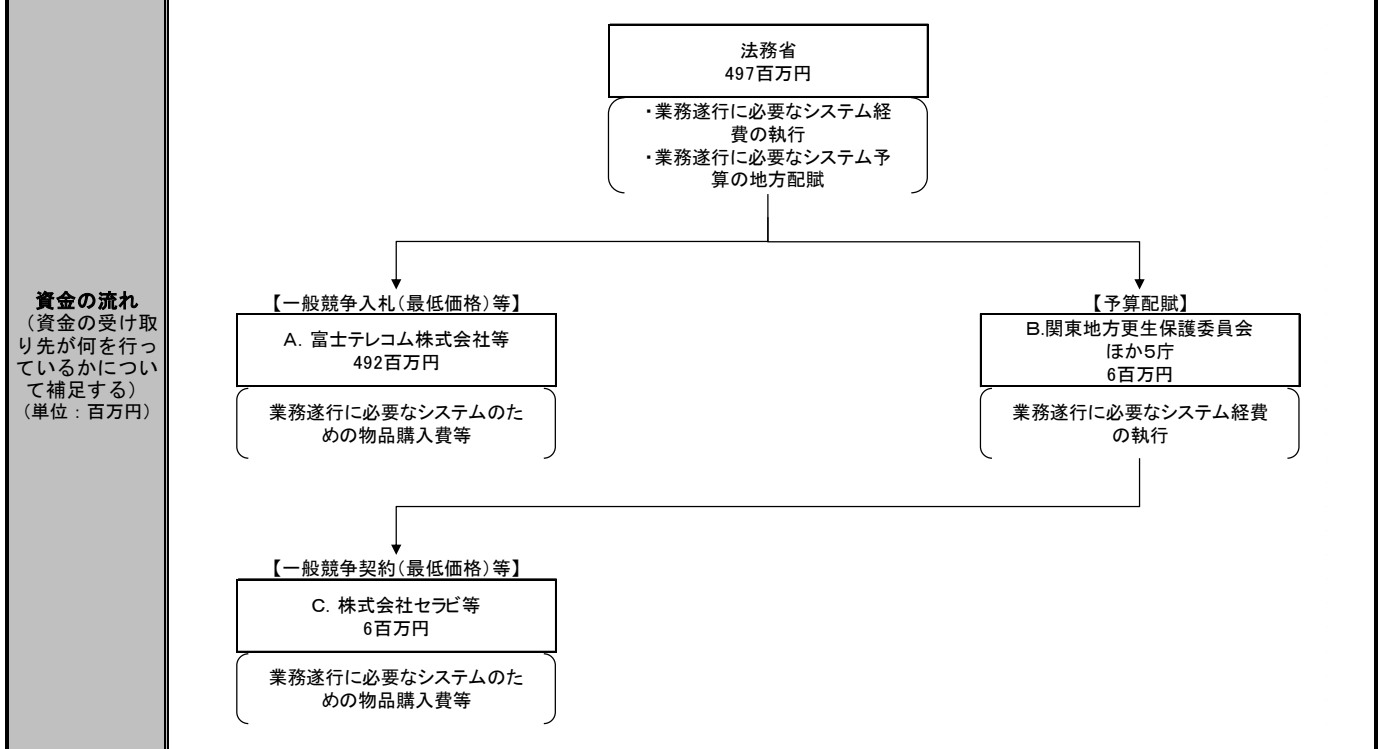 資金の流れ
（資金の受け取
り先が何を行っ
ているかについ
て補足する）
（単位：百万円）
法務省
497百万円
・業務遂行に必要なシステム経
費の執行
・業務遂行に必要なシステム予
算の地方配賦
【一般競争入札（最低価格）等】
A．富士テレコム株式会社等
492百万円
業務遂行に必要なシステムのた
めの物品購入費等
【予算配賦】
B.関東地方更生保護委員会
ほか5庁
6百万円
業務遂行に必要なシステム経費
の執行
【一般競争契約（最低価格）等】
C．株式会社セラビ等
6百万円
業務遂行に必要なシステムのた
めの物品購入費等